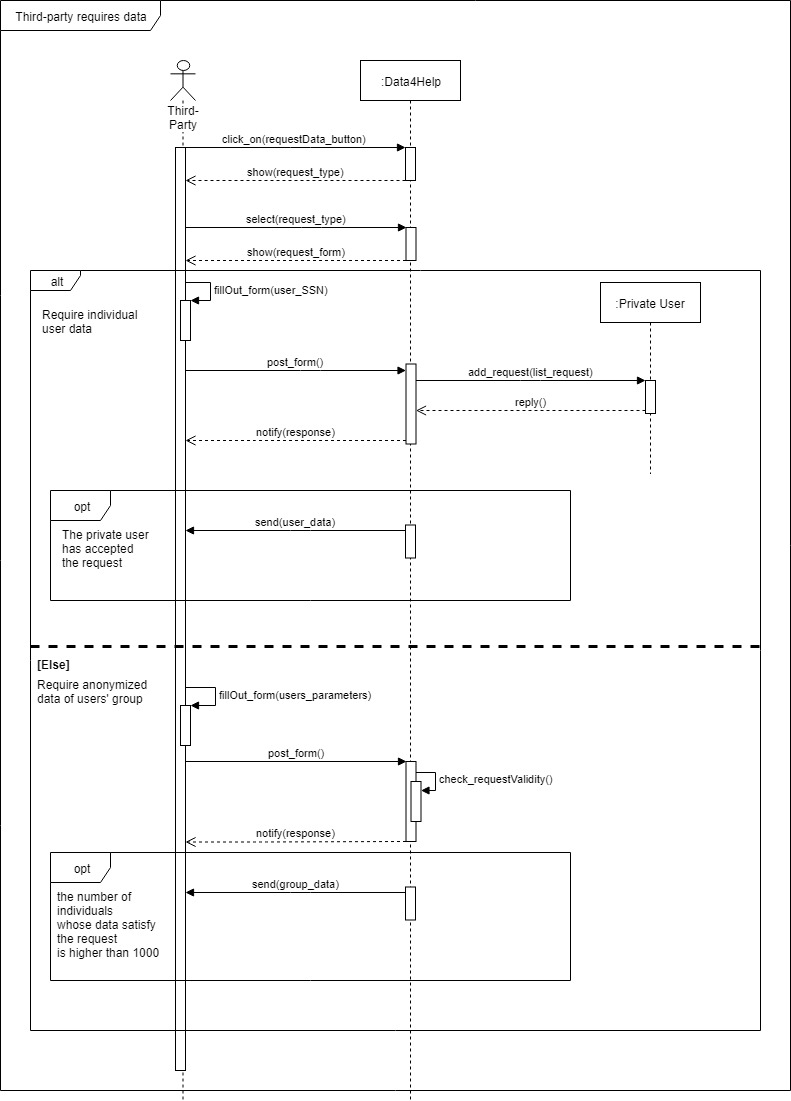 Third-party requires data
:Data4Help
Third-
Party
click_on(requestData_button)
show(request_type)
select(request_type)
show(request_form)
alt
fillOut_form(user_SSN)
:Private User
Require individual
user data
post_form()
add_request(list_request)
reply()
notify(response)
opt
send(user_data)
The private user
has accepted
the request
[Else]
Require anonymized
data of users' group
fillOut_form(users_parameters)
post_form()
check_requestValidity()
notify(response)
opt
send(group_data)
the number of
individuals
whose data satisfy
the request
is higher than 1000